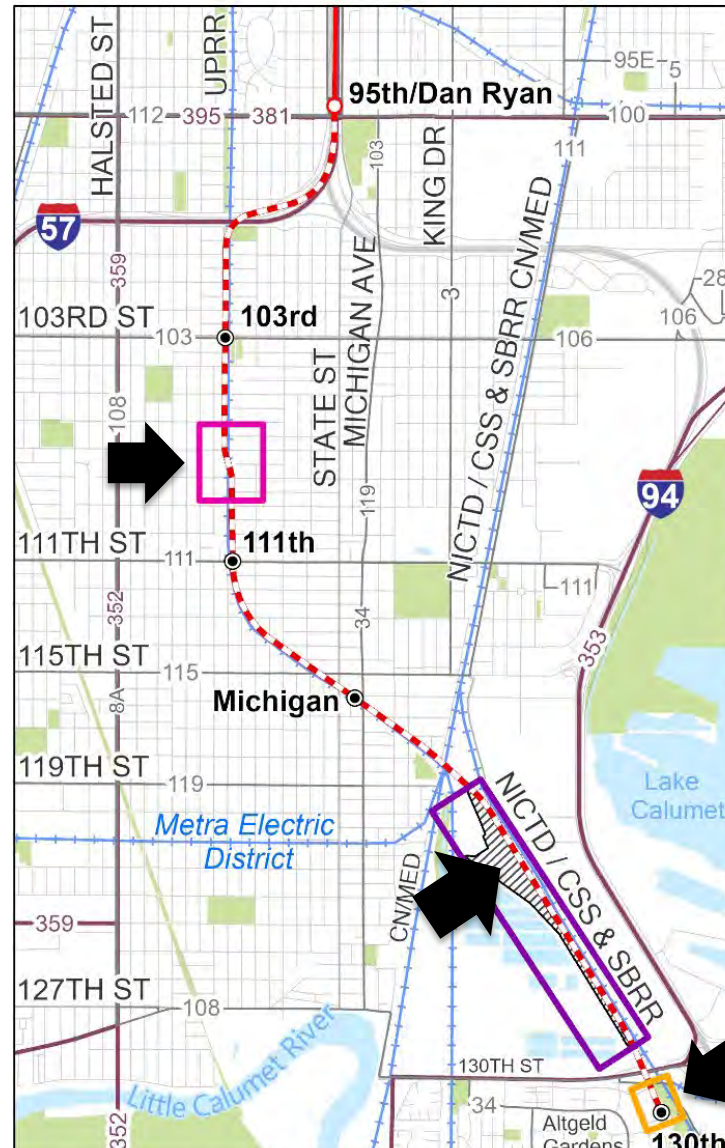 HALSTED ST
UPRR
95th/Dan Ryan
95E
5
112
395
381
100
103
111
57
KING DR
359
MICHIGAN AVE
STATE ST
NICTD / CSS & SBRR CN/MED
3
28
103RD ST
103
103rd
106
106
108
94
119
111TH ST
111
111th
111
352
34
353
115TH ST
115
8A
Michigan
119TH ST
119
Lake
Calumet
Metra Electric
District
NICTD / CSS & SBRR
CN/MED
359
127TH ST
108
Little Calumet River
130TH ST
34
352
Altgeld
Gardens
130th